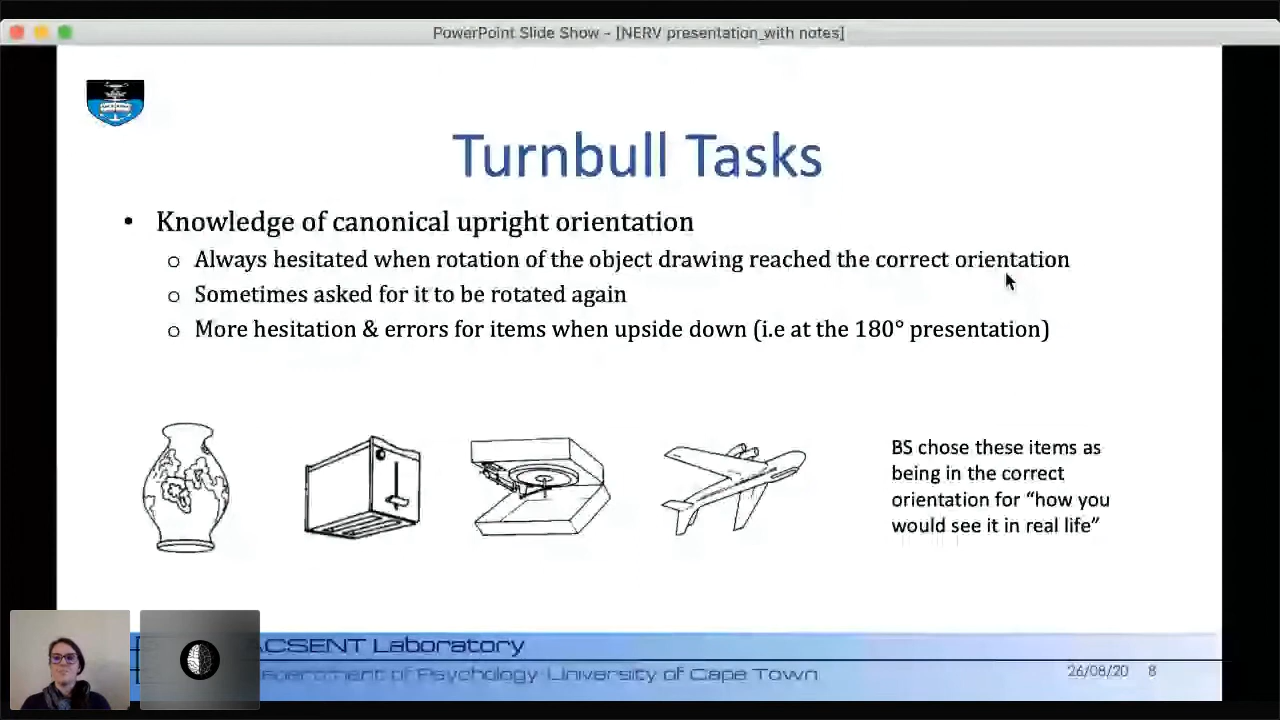 PowerPoint Slide Show - [NERV presentation_with notes]
Turnbull Tasks
• Knowledge of canonical upright orientation
o Always hesitated when rotation of the object drawing reached the correct orientation
o Sometimes asked for it to be rotated again
o More hesitation & errors for items when upside down (i.e at the 180° presentation)
BS chose these items as
being in the correct
orientation for “how you
would see it in real life”
ACSENT Laboratory
of Psychology University of Cape Town
26/08/20 8